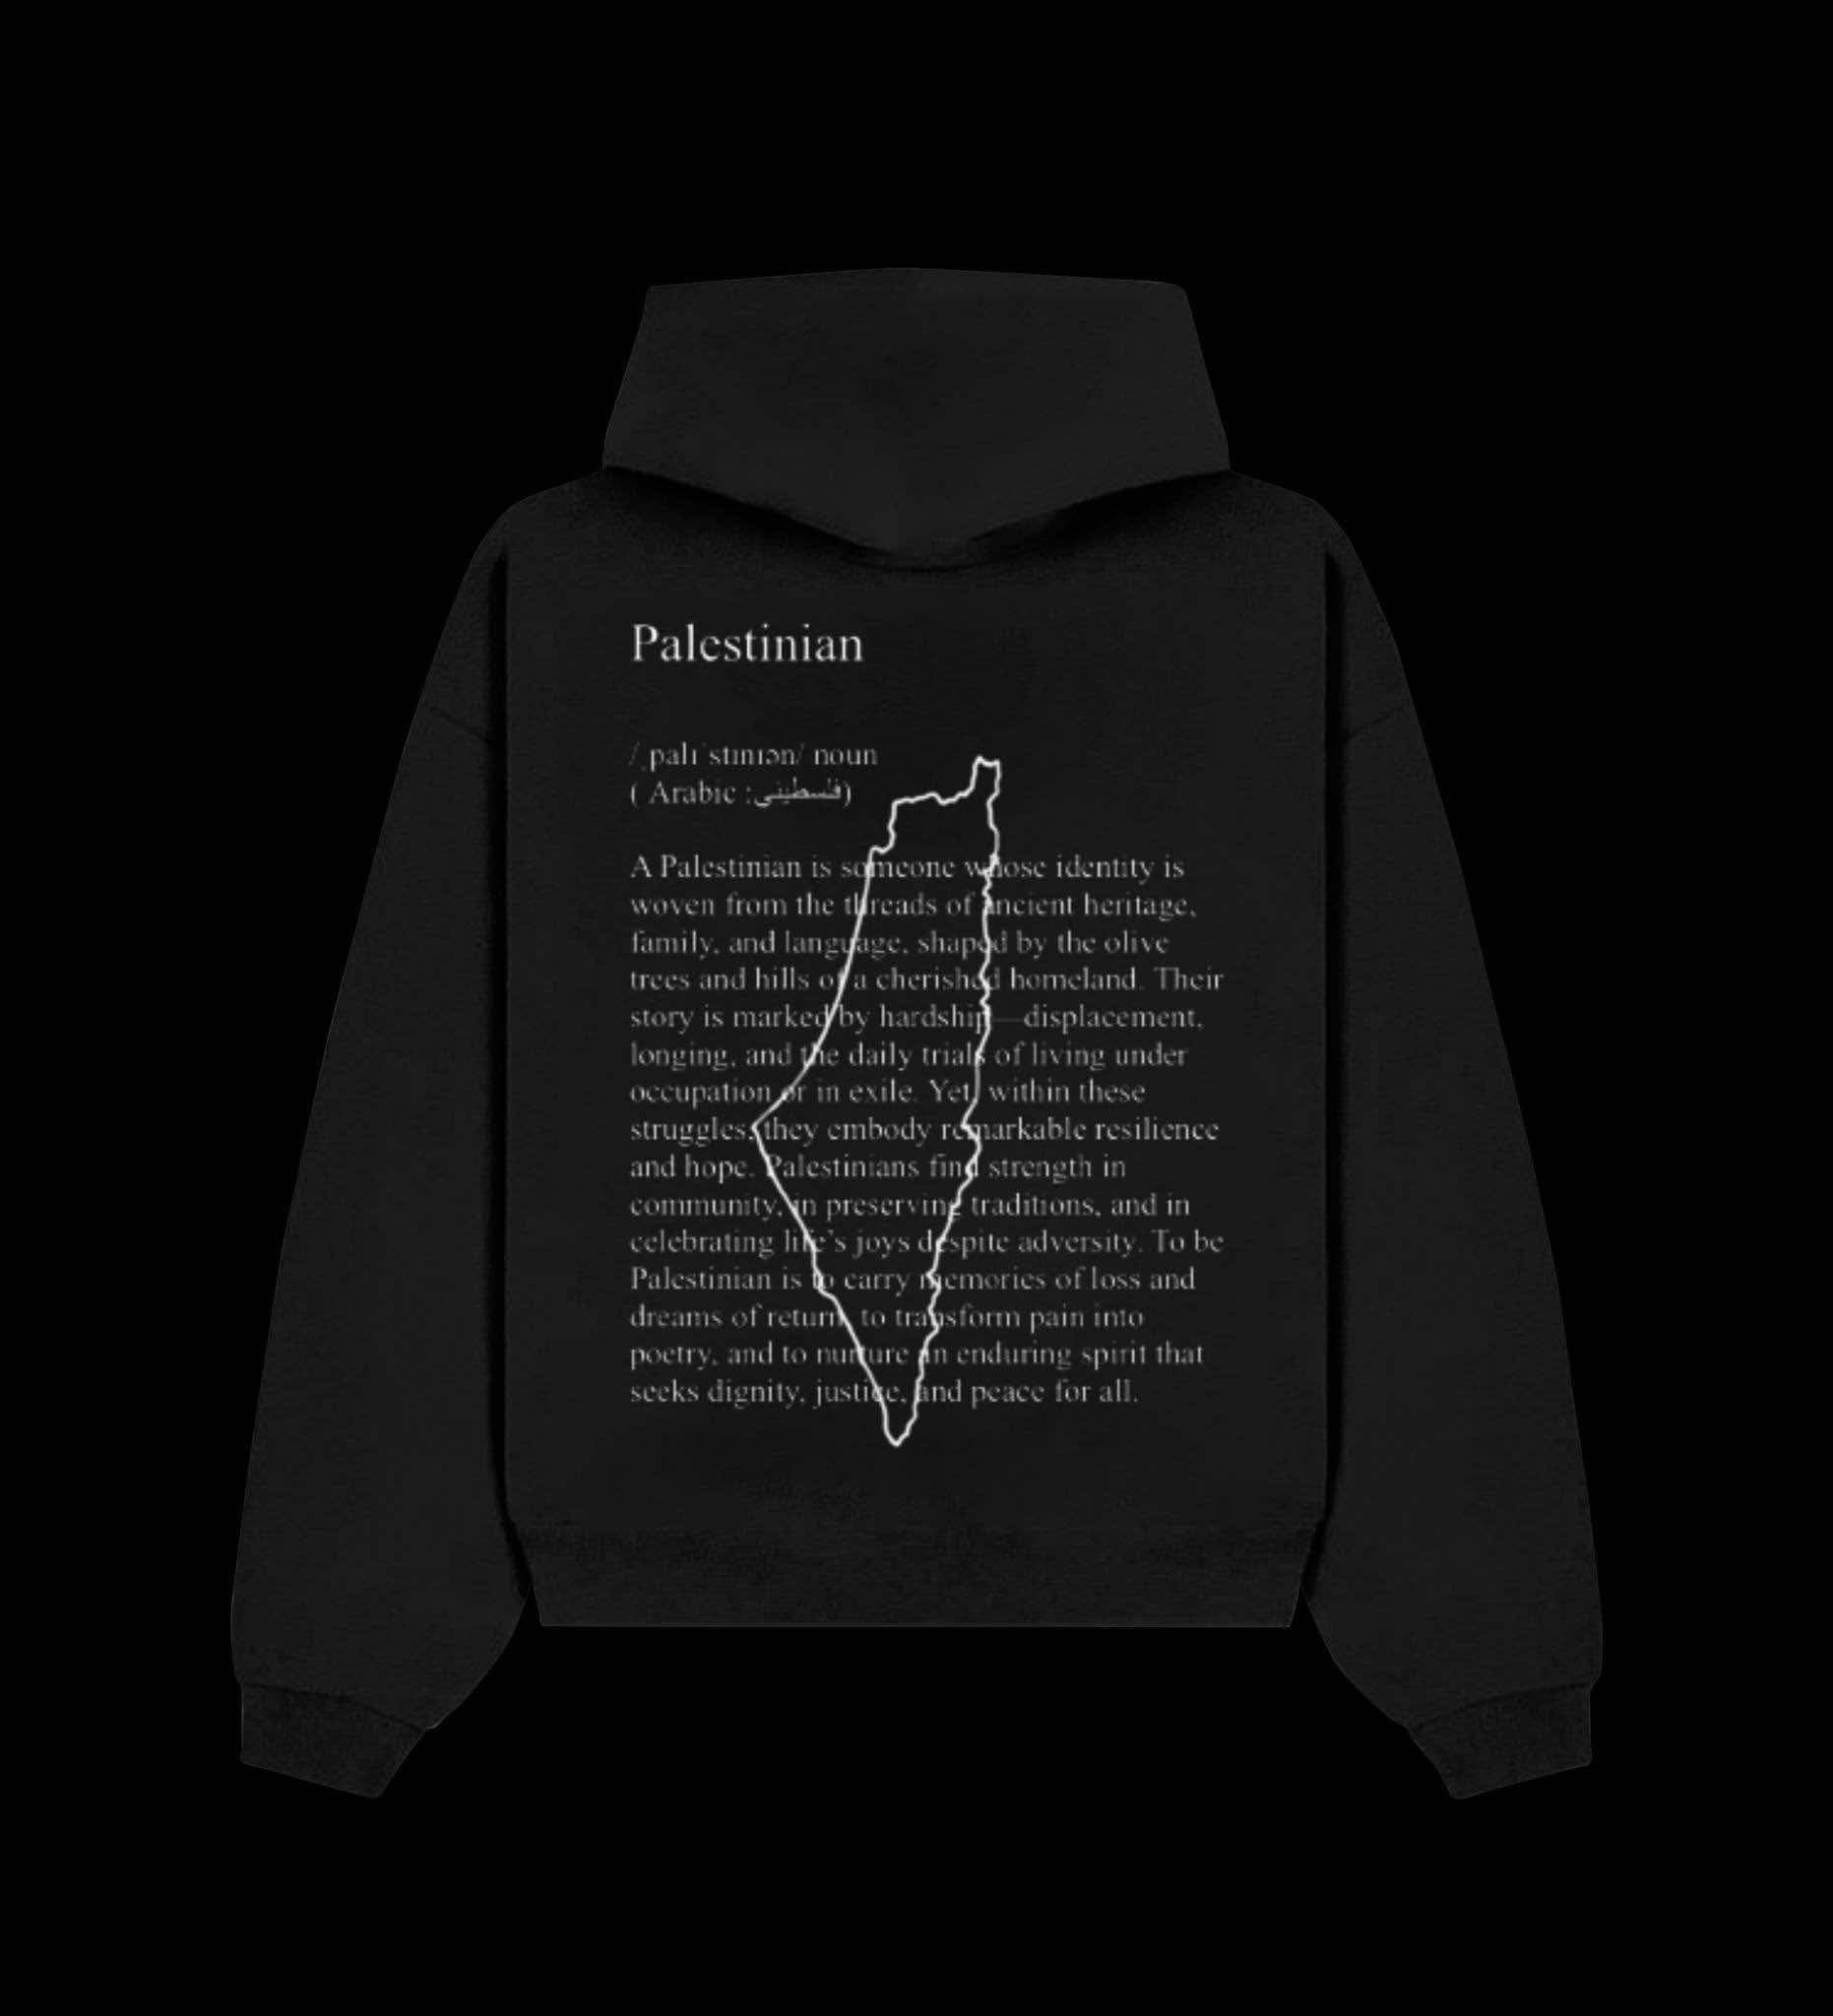 Palestinian
/ˌpalɪˈstɪnɪən/ noun
( Arabic :فلسطيني)
A Palestinian is someone whose identity is
woven from the threads of ancient heritage,
family, and language, shaped by the olive
trees and hills of a cherished homeland. Their
story is marked by hardship—displacement,
longing, and the daily trials of living under
occupation or in exile. Yet, within these
struggles, they embody remarkable resilience
and hope. Palestinians find strength in
community, in preserving traditions, and in
celebrating life’s joys despite adversity. To be
Palestinian is to carry memories of loss and
dreams of return, to transform pain into
poetry, and to nurture an enduring spirit that
seeks dignity, justice, and peace for all.